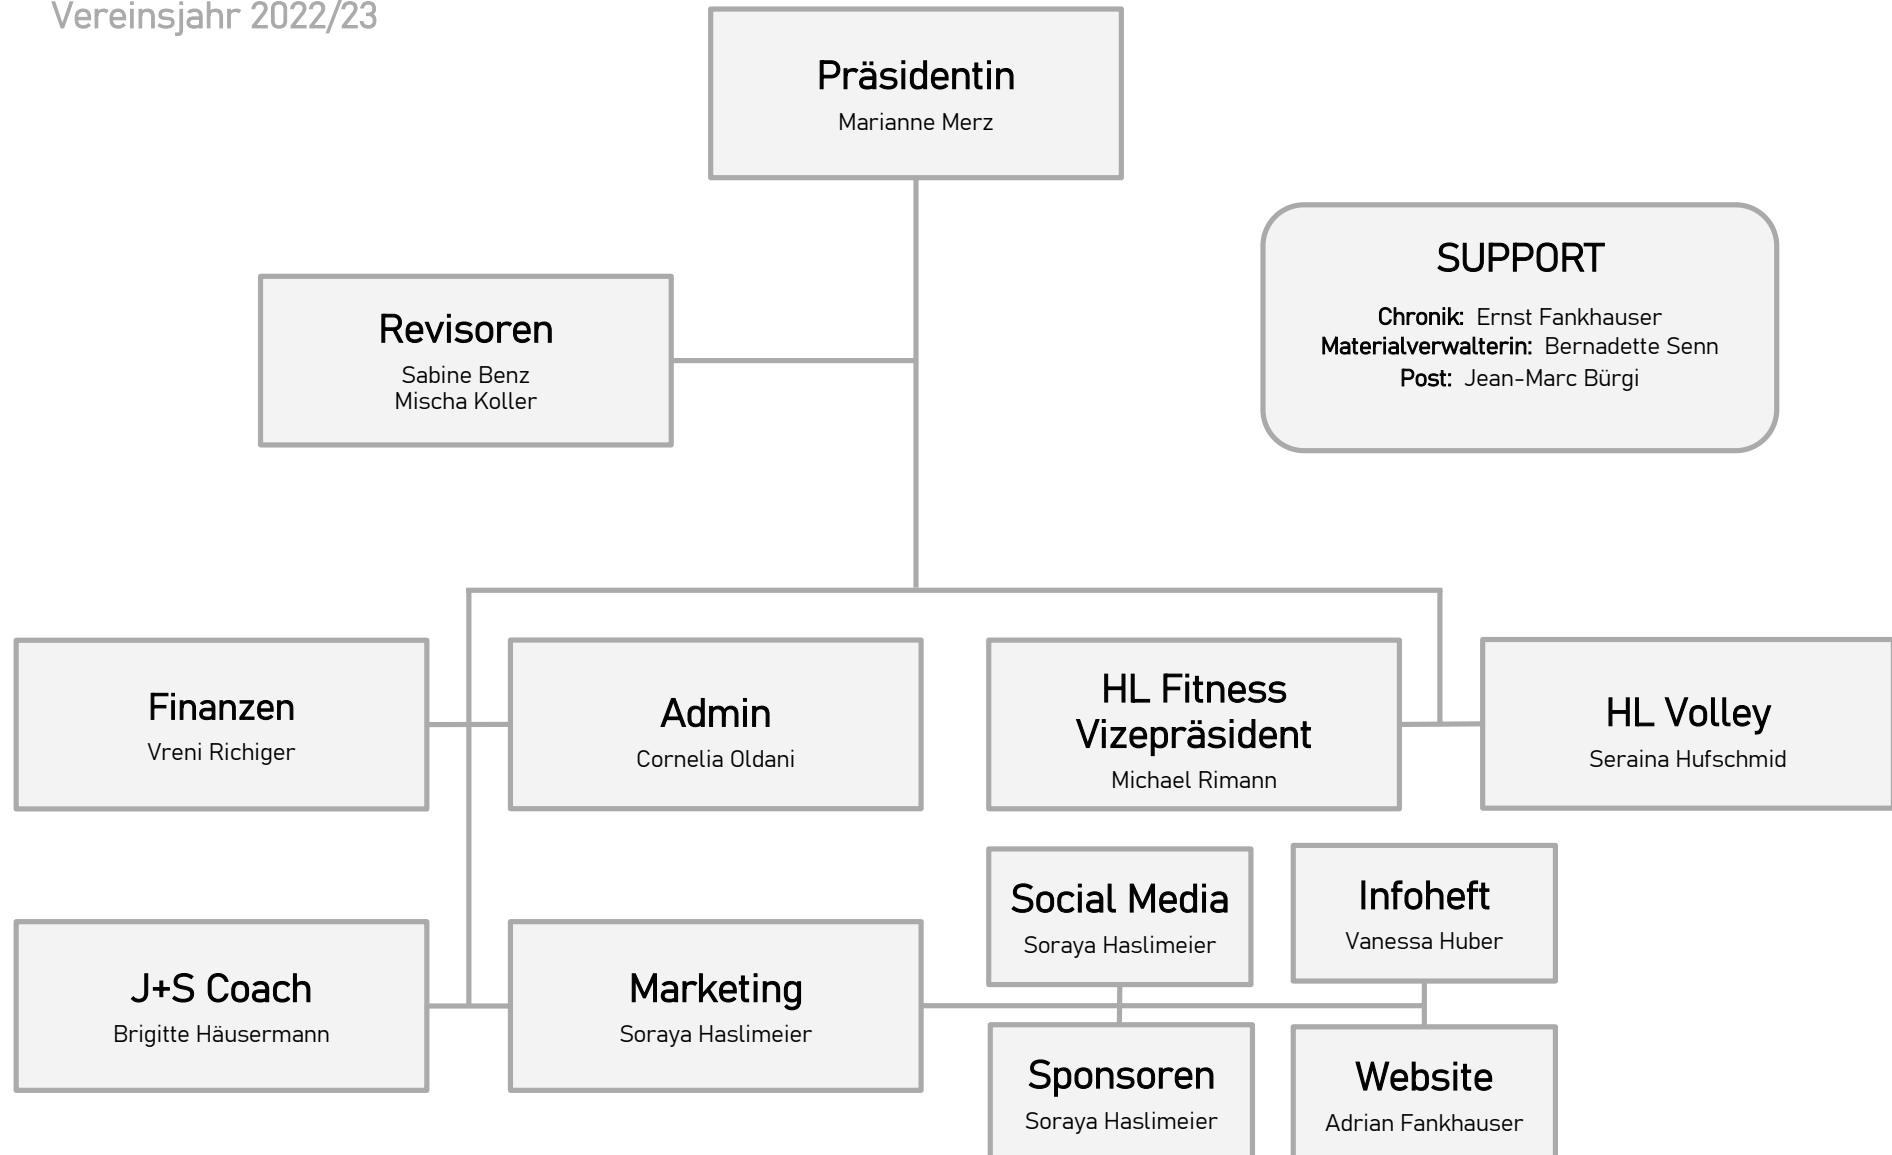 Vereinsjahr 2022/23
Präsidentin
Marianne Merz
SUPPORT
Chronik: Ernst Fankhauser
Materialverwalterin: Bernadette Senn
Post: Jean-Marc Bürgi
Revisoren
Sabine Benz
Mischa Koller
Finanzen
Vreni Richiger
Admin
Cornelia Oldani
HL Fitness
Vizepräsident
Michael Rimann
HL Volley
Seraina Hufschmid
J+S Coach
Brigitte Häusermann
Marketing
Soraya Haslimeier
Social Media
Soraya Haslimeier
Infoheft
Vanessa Huber
Sponsoren
Soraya Haslimeier
Website
Adrian Fankhauser